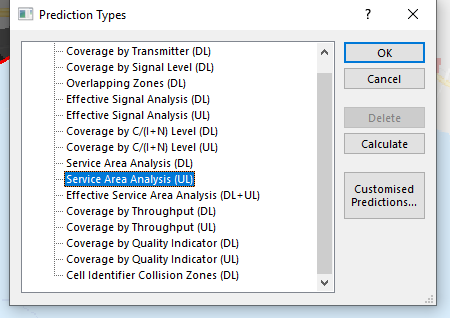 Prediction Types
?
Coverage by Transmitter (DL)
Coverage by Signal Level (DL)
Overlapping Zones (DL)
Effective Signal Analysis (DL)
Effective Signal Analysis (UL)
Coverage by C/(I+N) Level (DL)
Coverage by C/(I+N) Level (UL)
Service Area Analysis (DL)
Service Area Analysis (UL)
Effective Service Area Analysis (DL+UL)
Coverage by Throughput (DL)
Coverage by Throughput (UL)
Coverage by Quality Indicator (DL)
Coverage by Quality Indicator (UL)
Cell Identifier Collision Zones (DL)
OK
Cancel
Delete
Calculate
Customised
Predictions...